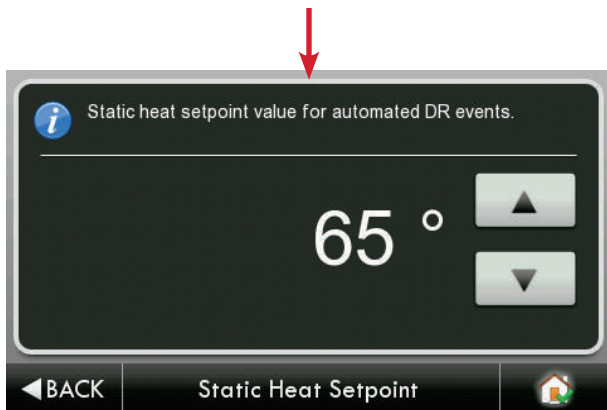 Static heat setpoint value for automated DR events.
65 °
BACK
Static Heat Setpoint